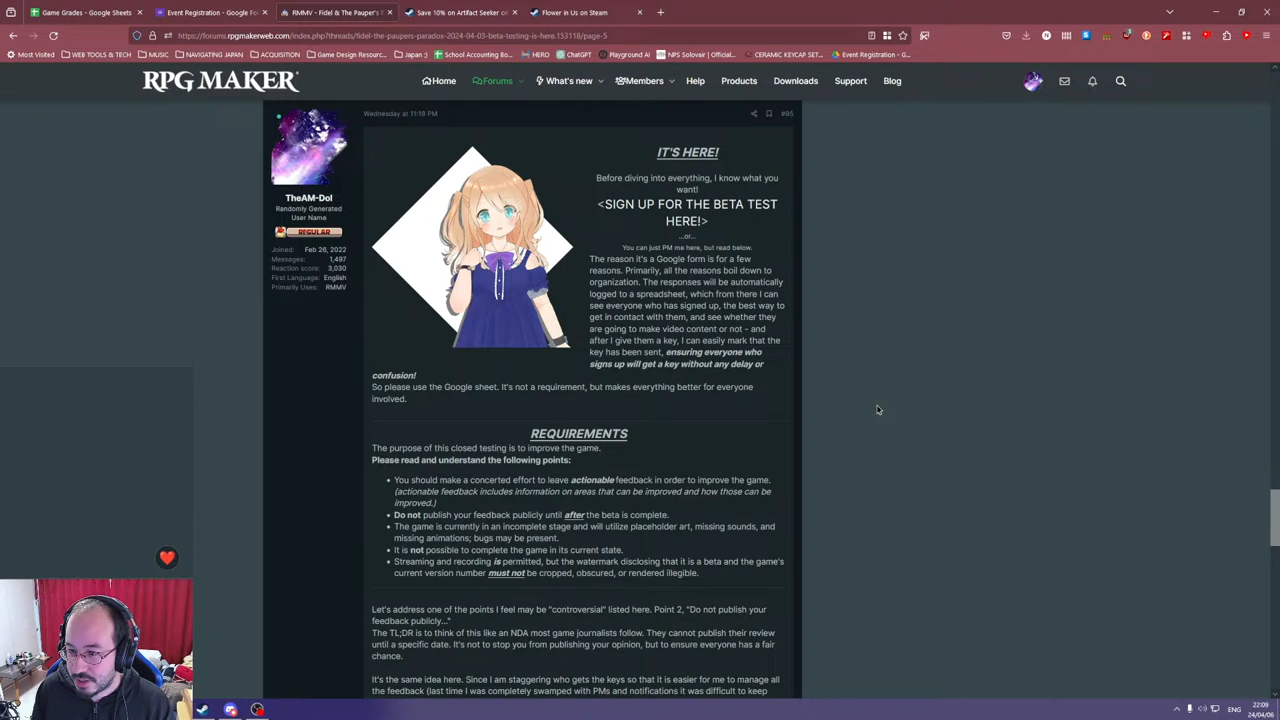 Game Grades - Google Sheets
Event Registration - Google Fo
RMMV - Fidel & The Pauper's P
Save 10% on Artifact Seeker on
Flower in Us on Steam
https://forums.rpgmakerweb.com/index.php?threads/fidel-the-paupers-paradox-2024-04-03-beta-testing-is-here.153118/page-5
Most Visited
WEB TOOLS & TECH
MUSIC
NAVIGATING JAPAN
ACQUISITION
Game Design Resourc...
School Accounting Bo...
HERO
ChatGPT
Playground AI
NPS Solovair | Official...
CERAMIC KEYCAP SET...
Event Registration - G...
RPG MAKER
Home
Forums
What's new
Members
Help
Products
Downloads
Support
Blog
Wednesday at 11:18 PM
#95
TheAM-Dol
Randomly Generated
User Name
REGULAR
Joined: Feb 26, 2022
Messages: 1,497
Reaction score: 3,030
First Language: English
Primarily Uses: RMMV
IT'S HERE!
Before diving into everything, I know what you
want!
<SIGN UP FOR THE BETA TEST
HERE!>
...or...
You can just PM me here, but read below.
The reason it's a Google form is for a few
reasons. Primarily, all the reasons boil down to
organization. The responses will be automatically
logged to a spreadsheet, which from there I can
see everyone who has signed up, the best way to
get in contact with them, and see whether they
are going to make video content or not - and
after I give them a key, I can easily mark that the
key has been sent, ensuring everyone who
signs up will get a key without any delay or
confusion!
So please use the Google sheet. It's not a requirement, but makes everything better for everyone
involved.
REQUIREMENTS
The purpose of this closed testing is to improve the game.
Please read and understand the following points:
• You should make a concerted effort to leave actionable feedback in order to improve the game.
(actionable feedback includes information on areas that can be improved and how those can be
improved.)
• Do not publish your feedback publicly until after the beta is complete.
• The game is currently in an incomplete stage and will utilize placeholder art, missing sounds, and
missing animations; bugs may be present.
• It is not possible to complete the game in its current state.
• Streaming and recording is permitted, but the watermark disclosing that it is a beta and the game's
current version number must not be cropped, obscured, or rendered illegible.
Let's address one of the points I feel may be "controversial" listed here. Point 2, "Do not publish your
feedback publicly..."
The TL;DR is to think of this like an NDA most game journalists follow. They cannot publish their review
until a specific date. It's not to stop you from publishing your opinion, but to ensure everyone has a fair
chance.
It's the same idea here. Since I am staggering who gets the keys so that it is easier for me to manage all
the feedback (last time I was completely swamped with PMs and notifications it was difficult to keep
ENG
22:09
24/04/06